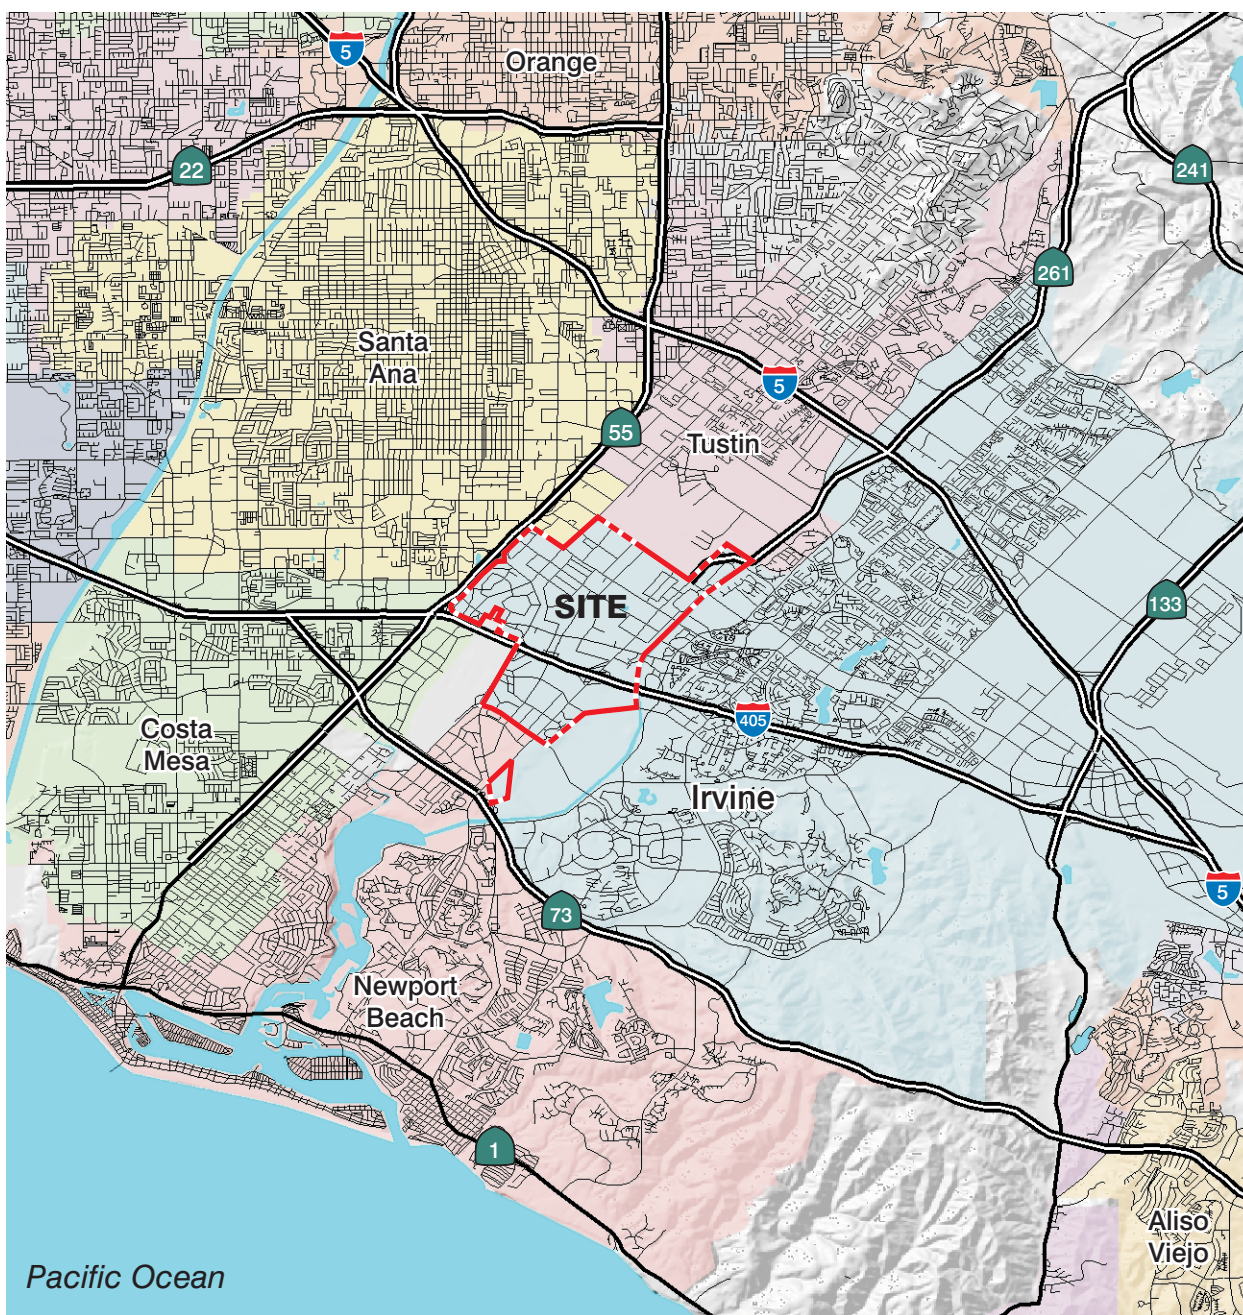 5
Orange
22
241
261
Santa
Ana
5
55
Tustin
SITE
133
405
Costa
Mesa
Irvine
5
73
Newport
Beach
1
Aliso
Viejo
Pacific Ocean